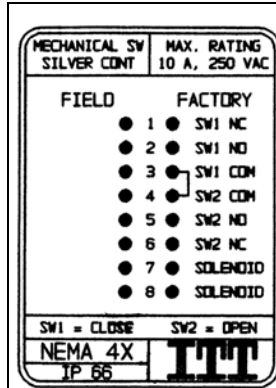 MECHANICAL SW MAX. RATING
SILVER CONT 10 A, 250 VAC
FIELD FACTORY
1 SW1 NC
2 SW1 NO
3 SW1 COM
4 SW2 COM
5 SW2 NO
6 SW2 NC
7 SOLENOID
8 SOLENOID
SW1 = CLOSE SW2 = OPEN
NEMA 4X ITT
IP 66